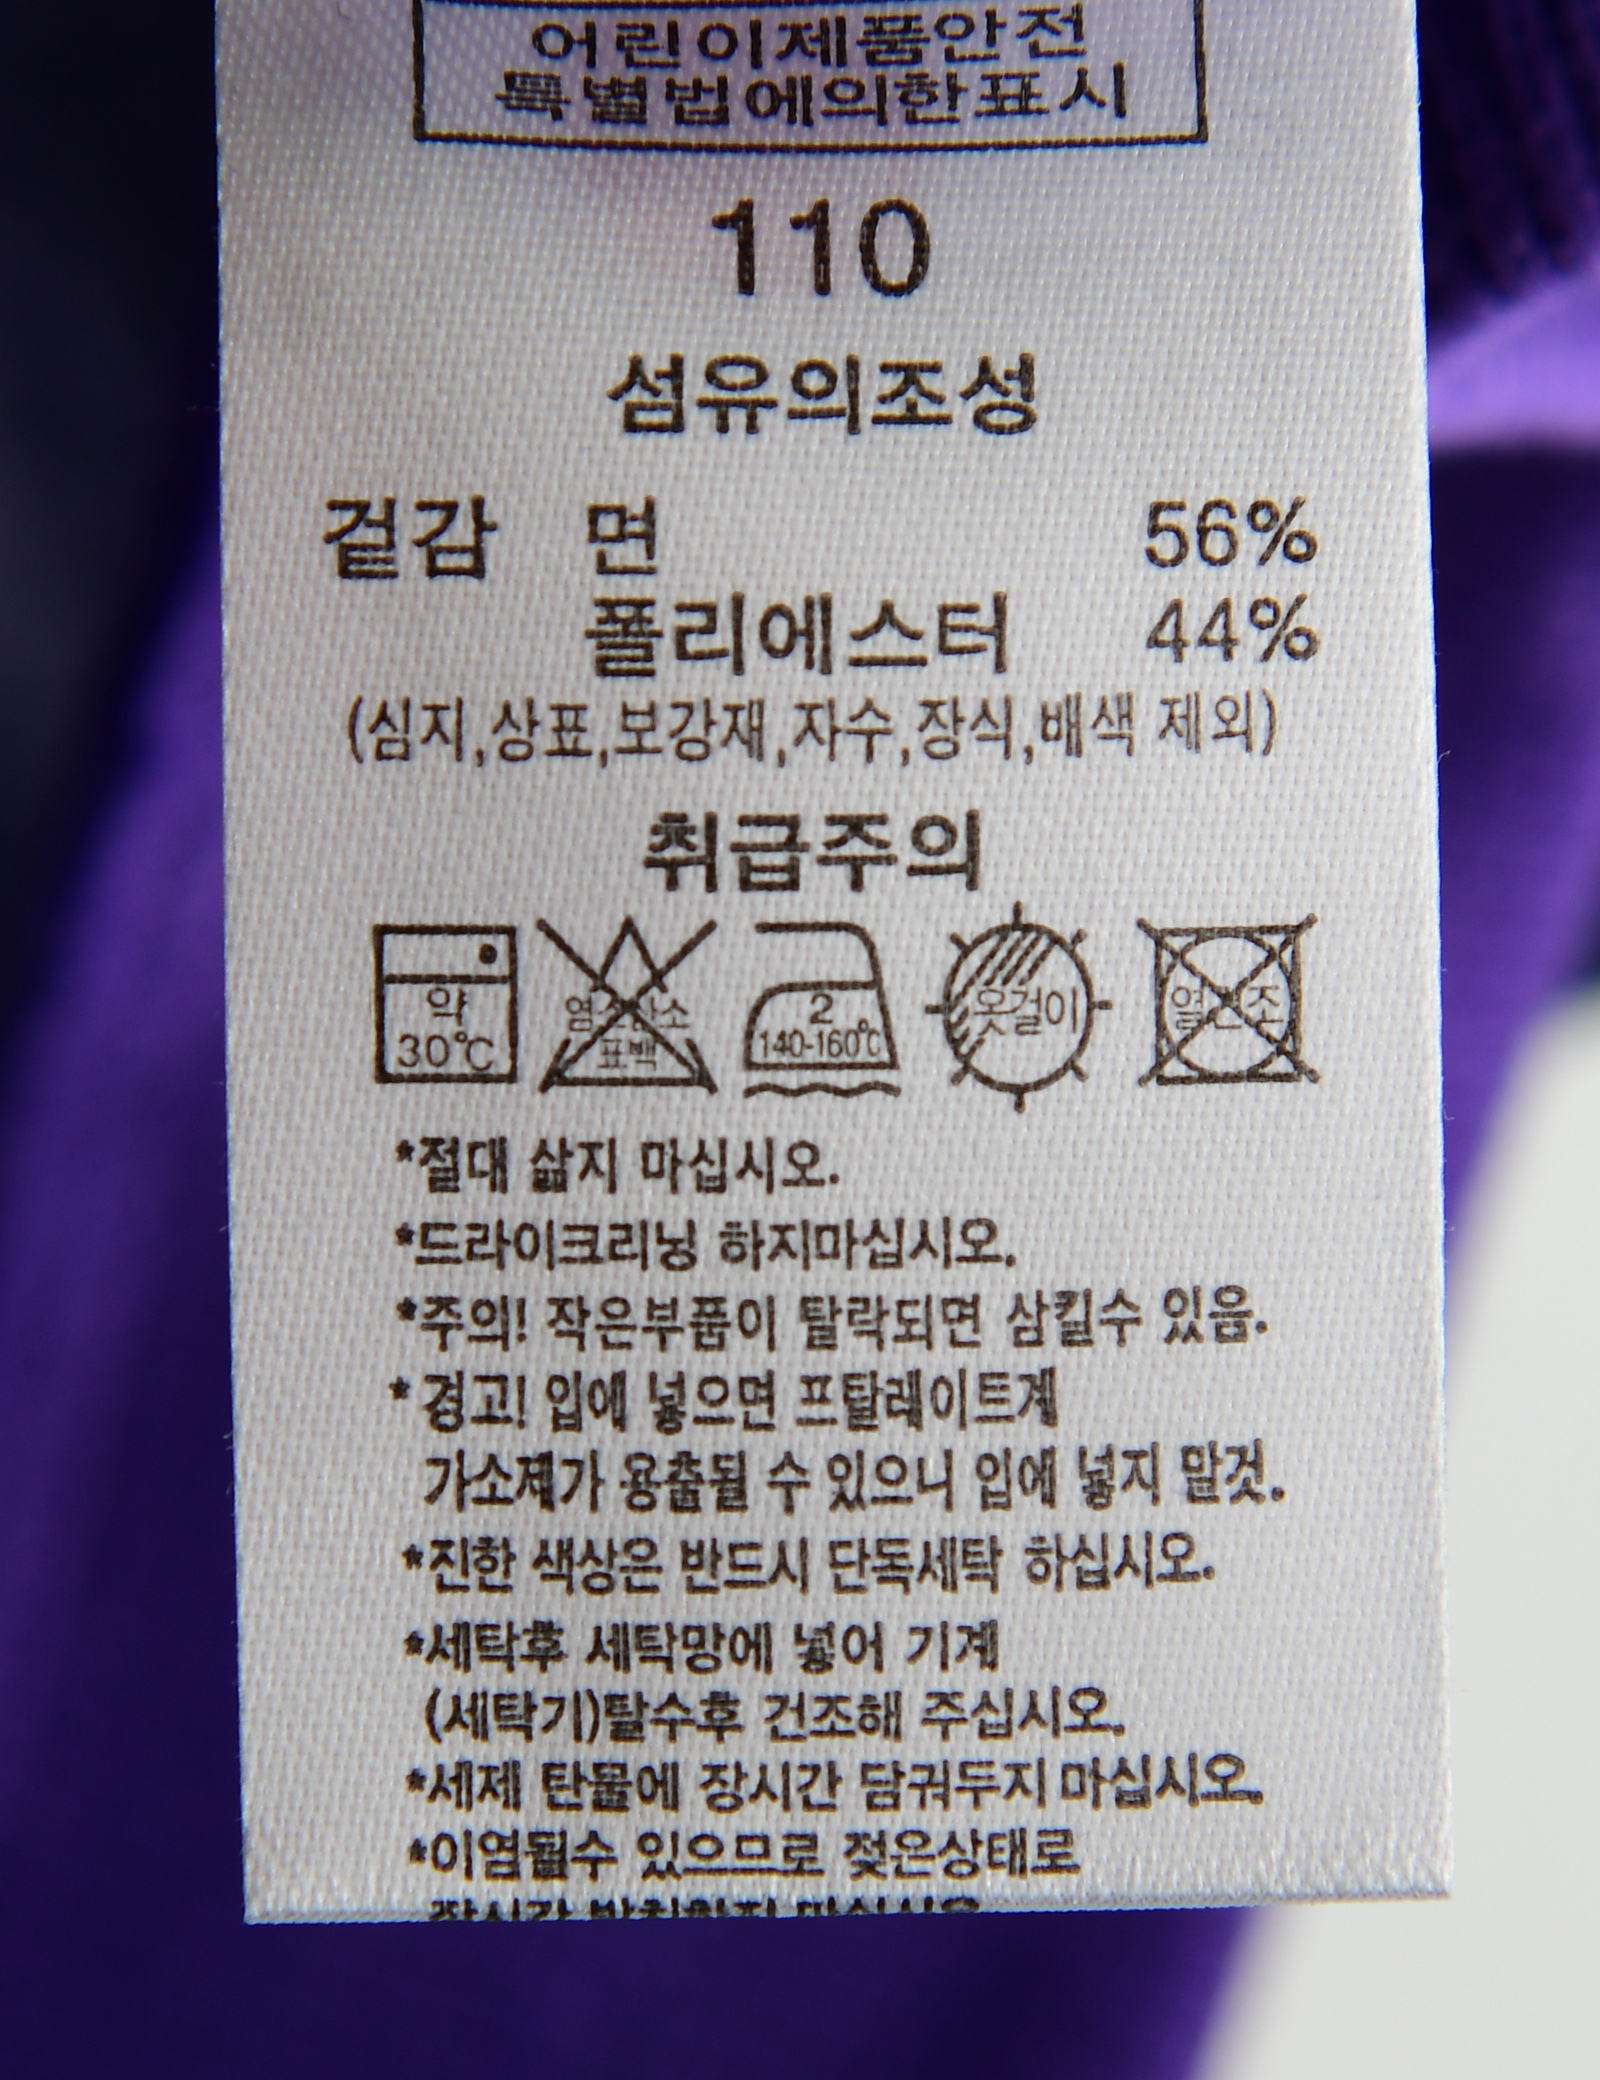 어린이제품안전
특별법에의한표시
110
섬유의조성
겉감 면 56%
폴리에스터 44%
(심지,상표,보강재,자수,장식,배색 제외)
취급주의
약
30℃
염소산소
표백
2
140-160℃
옷걸이
열건조
*절대 삶지 마십시오.
*드라이크리닝 하지마십시오.
*주의! 작은부품이 탈락되면 삼킬수 있음.
*경고! 입에 넣으면 프탈레이트계
가소제가 용출될 수 있으니 입에 넣지 말것.
*진한 색상은 반드시 단독세탁 하십시오.
*세탁후 세탁망에 넣어 기계
(세탁기)탈수후 건조해 주십시오.
*세제 탄물에 장시간 담궈두지 마십시오.
*이염될수 있으므로 젖은상태로